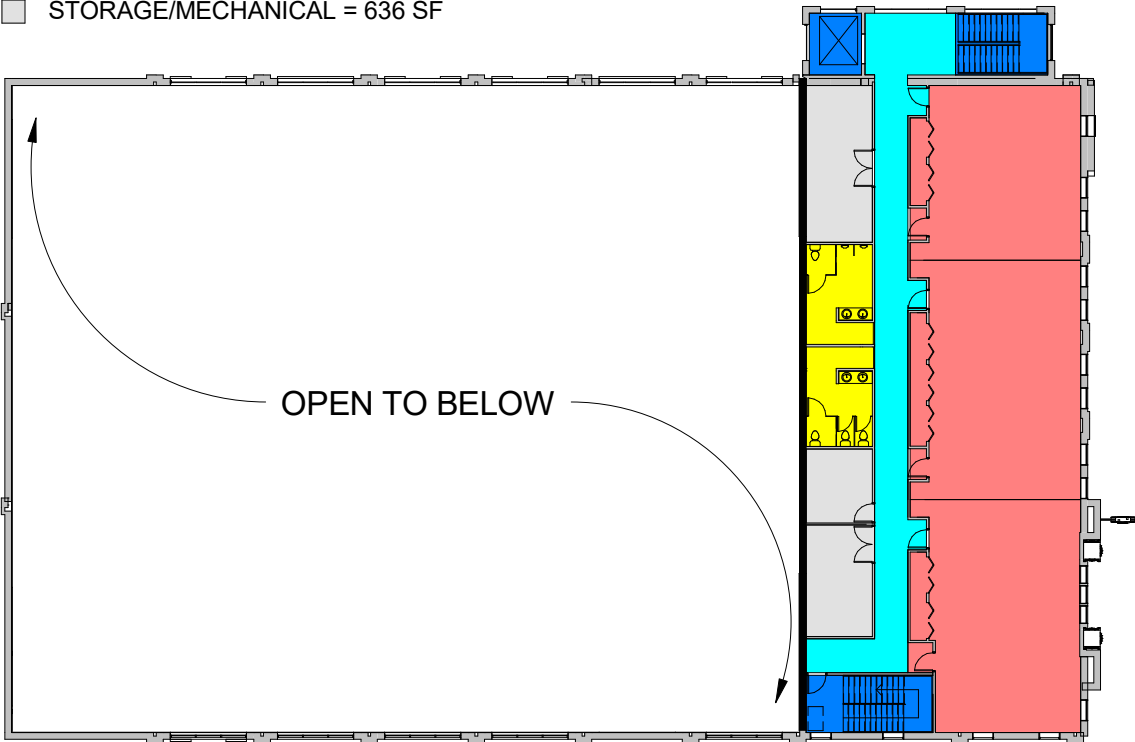 STORAGE/MECHANICAL = 636 SF
OPEN TO BELOW